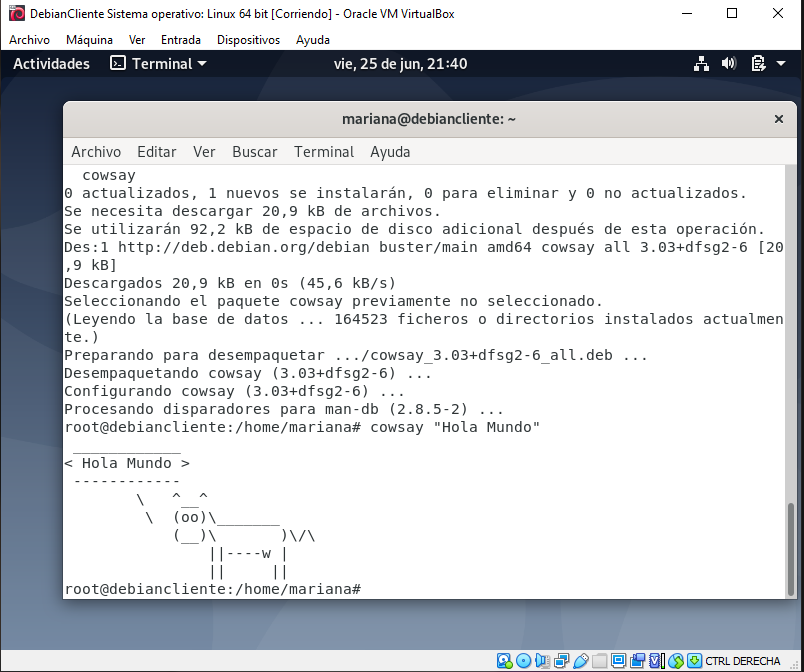 DebianCliente Sistema operativo: Linux 64 bit [Corriendo] - Oracle VM VirtualBox
Archivo Máquina Ver Entrada Dispositivos Ayuda
Actividades Terminal vie, 25 de jun, 21:40
mariana@debiancliente: ~
Archivo Editar Ver Buscar Terminal Ayuda
  cowsay
0 actualizados, 1 nuevos se instalarán, 0 para eliminar y 0 no actualizados.
Se necesita descargar 20,9 kB de archivos.
Se utilizarán 92,2 kB de espacio de disco adicional después de esta operación.
Des:1 http://deb.debian.org/debian buster/main amd64 cowsay all 3.03+dfsg2-6 [20
,9 kB]
Descargados 20,9 kB en 0s (45,6 kB/s)
Seleccionando el paquete cowsay previamente no seleccionado.
(Leyendo la base de datos ... 164523 ficheros o directorios instalados actualmen
te.)
Preparando para desempaquetar .../cowsay_3.03+dfsg2-6_all.deb ...
Desempaquetando cowsay (3.03+dfsg2-6) ...
Configurando cowsay (3.03+dfsg2-6) ...
Procesando disparadores para man-db (2.8.5-2) ...
root@debiancliente:/home/mariana# cowsay "Hola Mundo"
 ____________
< Hola Mundo >
 ------------
        \   ^__^
         \  (oo)\_______
            (__)\       )\/\
                ||----w |
                ||     ||
root@debiancliente:/home/mariana#
CTRL DERECHA